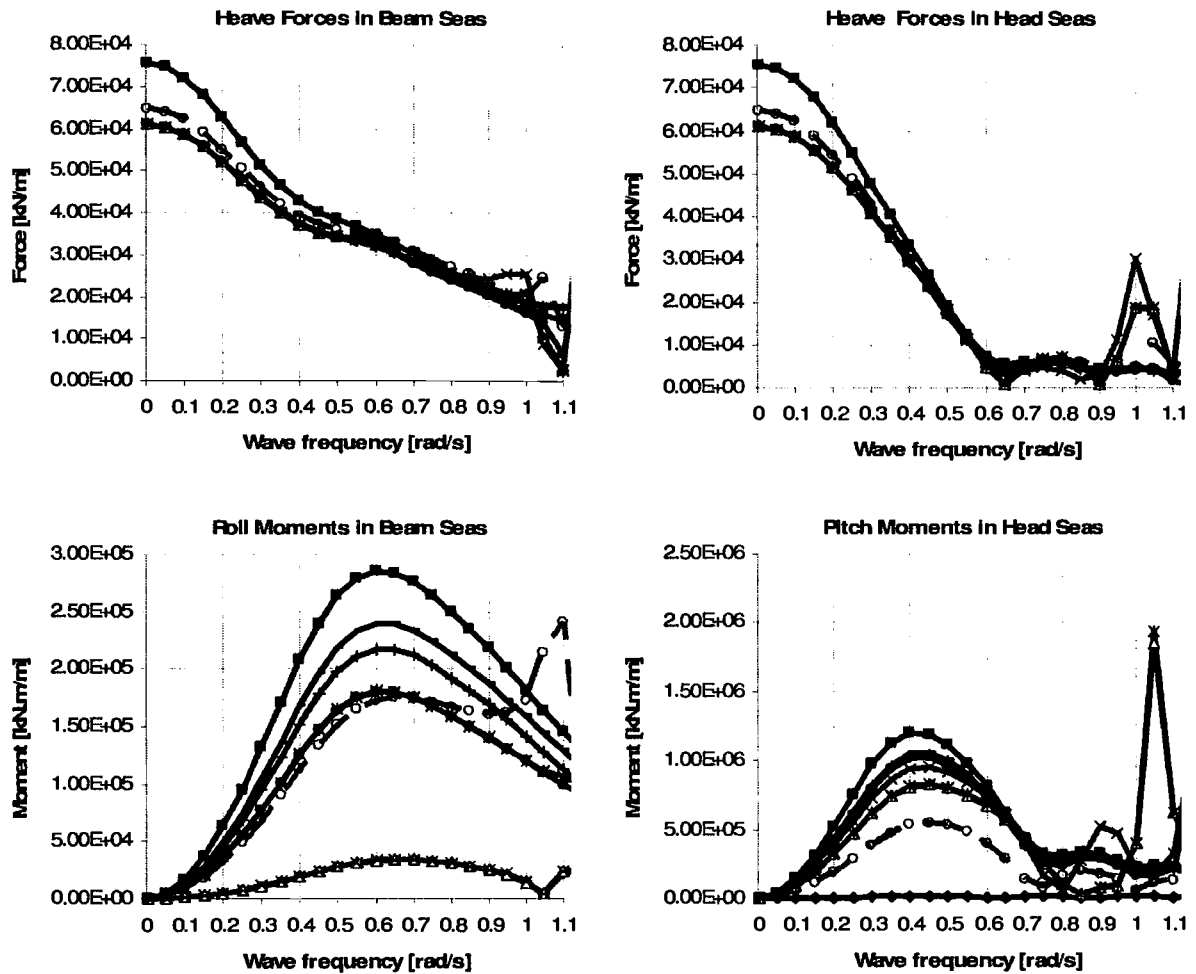 Heave Forces in Beam Seas
8.00E+04
7.00E+04
6.00E+04
5.00E+04
4.00E+04
3.00E+04
2.00E+04
1.00E+04
0.00E+00
Force [kN/m]
0 0.1 0.2 0.3 0.4 0.5 0.6 0.7 0.8 0.9 1 1.1
Wave frequency [rad/s]
Heave Forces in Head Seas
8.00E+04
7.00E+04
6.00E+04
5.00E+04
4.00E+04
3.00E+04
2.00E+04
1.00E+04
0.00E+00
Force [kN/m]
0 0.1 0.2 0.3 0.4 0.5 0.6 0.7 0.8 0.9 1 1.1
Wave frequency [rad/s]
Roll Moments in Beam Seas
3.00E+05
2.50E+05
2.00E+05
1.50E+05
1.00E+05
5.00E+04
0.00E+00
Moment [kN.m/m]
0 0.1 0.2 0.3 0.4 0.5 0.6 0.7 0.8 0.9 1 1.1
Wave frequency [rad/s]
Pitch Moments in Head Seas
2.50E+06
2.00E+06
1.50E+06
1.00E+06
5.00E+05
0.00E+00
Moment [kN.m/m]
0 0.1 0.2 0.3 0.4 0.5 0.6 0.7 0.8 0.9 1 1.1
Wave frequency [rad/s]